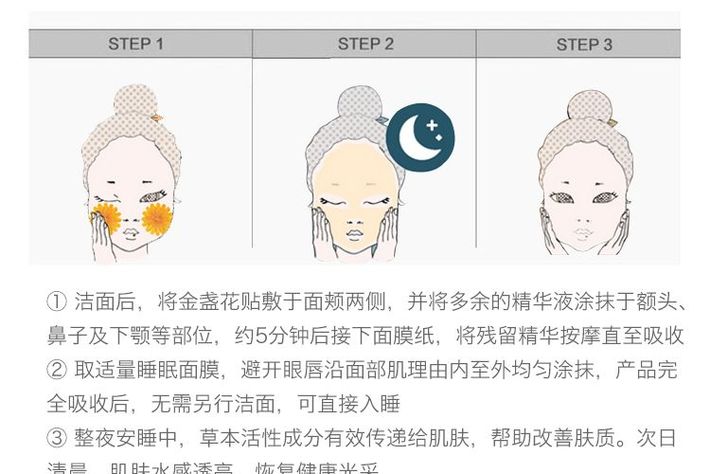 STEP 1 STEP 2 STEP 3
① 洁面后，将金盏花贴敷于面颊两侧，并将多余的精华液涂抹于额头、
鼻子及下颚等部位，约5分钟后接下面膜纸，将残留精华按摩直至吸收
② 取适量睡眠面膜，避开眼唇沿面部肌理由内至外均匀涂抹，产品完
全吸收后，无需另行洁面，可直接入睡
③ 整夜安睡中，草本活性成分有效传递给肌肤，帮助改善肤质。次日
清晨，肌肤水感透亮，恢复健康光采